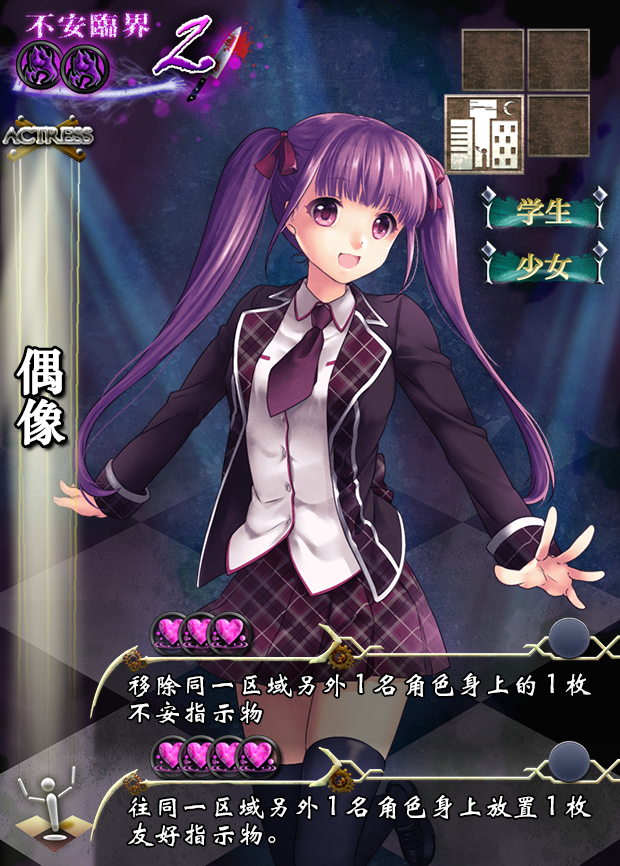 不安臨界
2
ACTRESS
学生
少女
偶像
移除同一区域另外1名角色身上的1枚
不安指示物
往同一区域另外1名角色身上放置1枚
友好指示物。